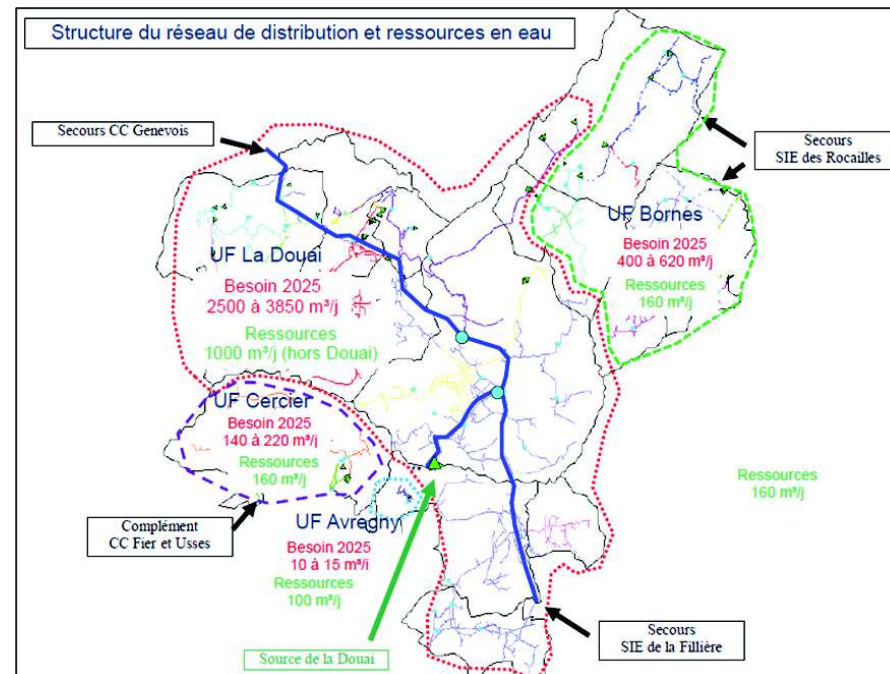 Structure du réseau de distribution et ressources en eau
Secours CC Genevois
Secours
SIE des Rocailles
UF Bornes
Besoin 2025
400 à 620 m³/j
Ressources
160 m³/j
UF La Douai
Besoin 2025
2500 à 3850 m³/j
Ressources
1000 m³/j (hors Douai)
UF Cercier
Besoin 2025
140 à 220 m³/j
Ressources
160 m³/j
Ressources
160 m³/j
Complément
CC Fier et Usses
UF Avregny
Besoin 2025
10 à 15 m³/j
Ressources
100 m³/j
Source de la Douai
Secours
SIE de la Fillière